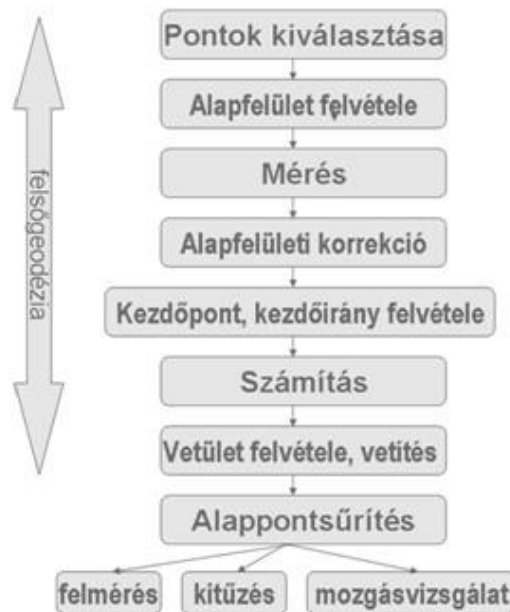 Pontok kiválasztása
Alapfelület felvétele
Mérés
Alapfelületi korrekció
Kezdőpont, kezdőirány felvétele
Számítás
Vetület felvétele, vetítés
Alappontsűrítés
felmérés
kitűzés
mozgásvizsgálat
felsőgeodézia